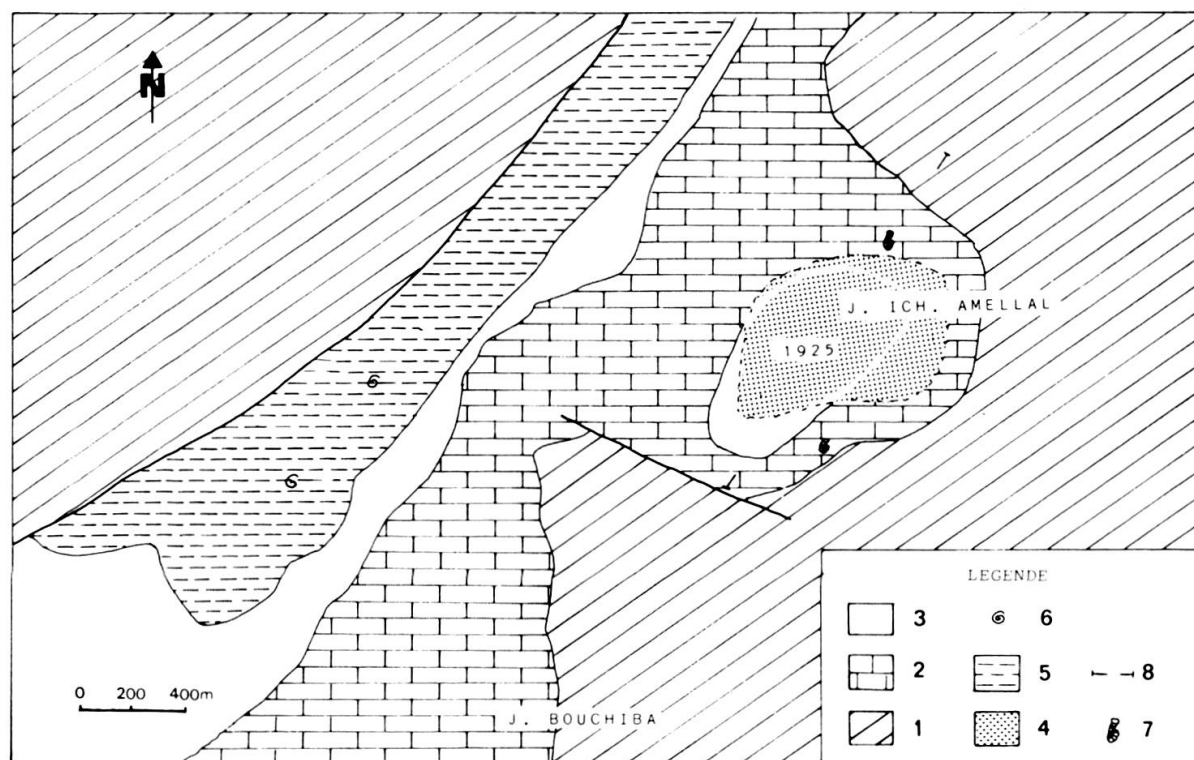 N
J. ICH. AMELLAL
1925
J. BOUCHIBA
0 200 400m
LEGENDE
3 6
2 5 8
1 4 7